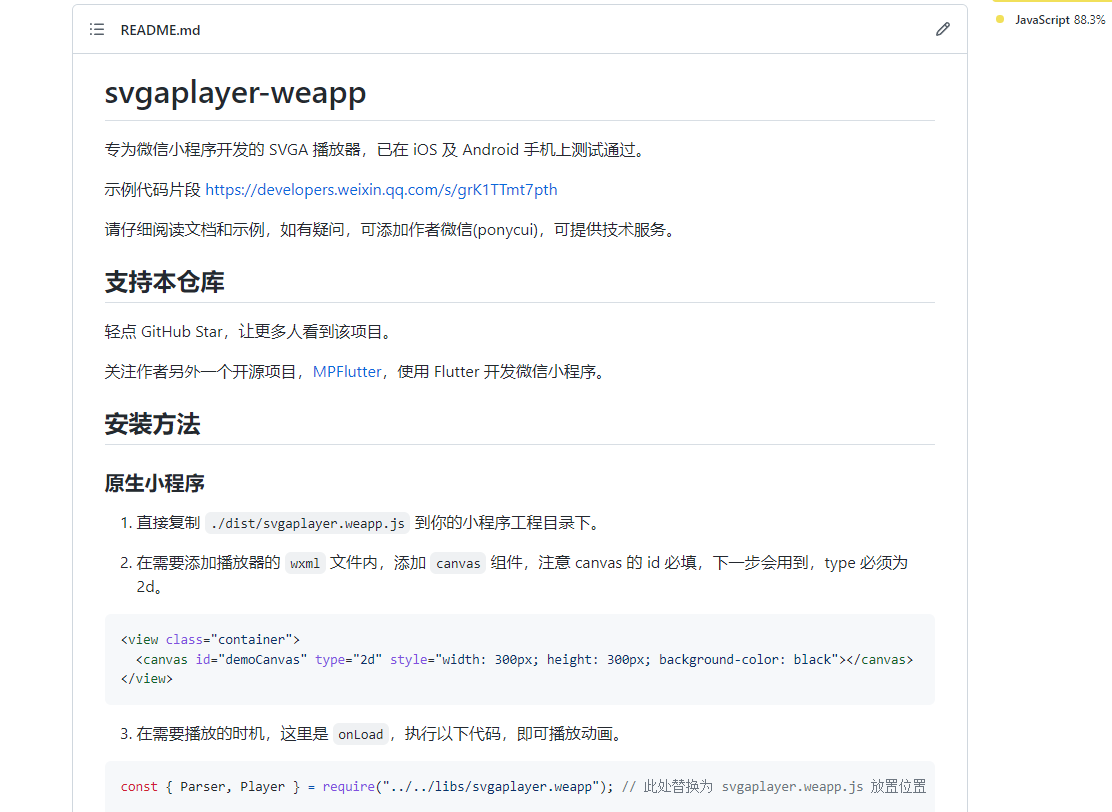 README.md
JavaScript 88.3%
svgaplayer-weapp
专为微信小程序开发的 SVGA 播放器，已在 iOS 及 Android 手机上测试通过。
示例代码片段 https://developers.weixin.qq.com/s/grK1TTmt7pth
请仔细阅读文档和示例，如有疑问，可添加作者微信(ponycui)，可提供技术服务。
支持本仓库
轻点 GitHub Star，让更多人看到该项目。
关注作者另外一个开源项目，MPFlutter，使用 Flutter 开发微信小程序。
安装方法
原生小程序
1. 直接复制 ./dist/svgaplayer.weapp.js 到你的小程序工程目录下。
2. 在需要添加播放器的 wxml 文件内，添加 canvas 组件，注意 canvas 的 id 必填，下一步会用到，type 必须为
2d。
<view class="container">
  <canvas id="demoCanvas" type="2d" style="width: 300px; height: 300px; background-color: black"></canvas>
</view>
3. 在需要播放的时机，这里是 onLoad ，执行以下代码，即可播放动画。
const { Parser, Player } = require("../../libs/svgaplayer.weapp"); // 此处替换为 svgaplayer.weapp.js 放置位置